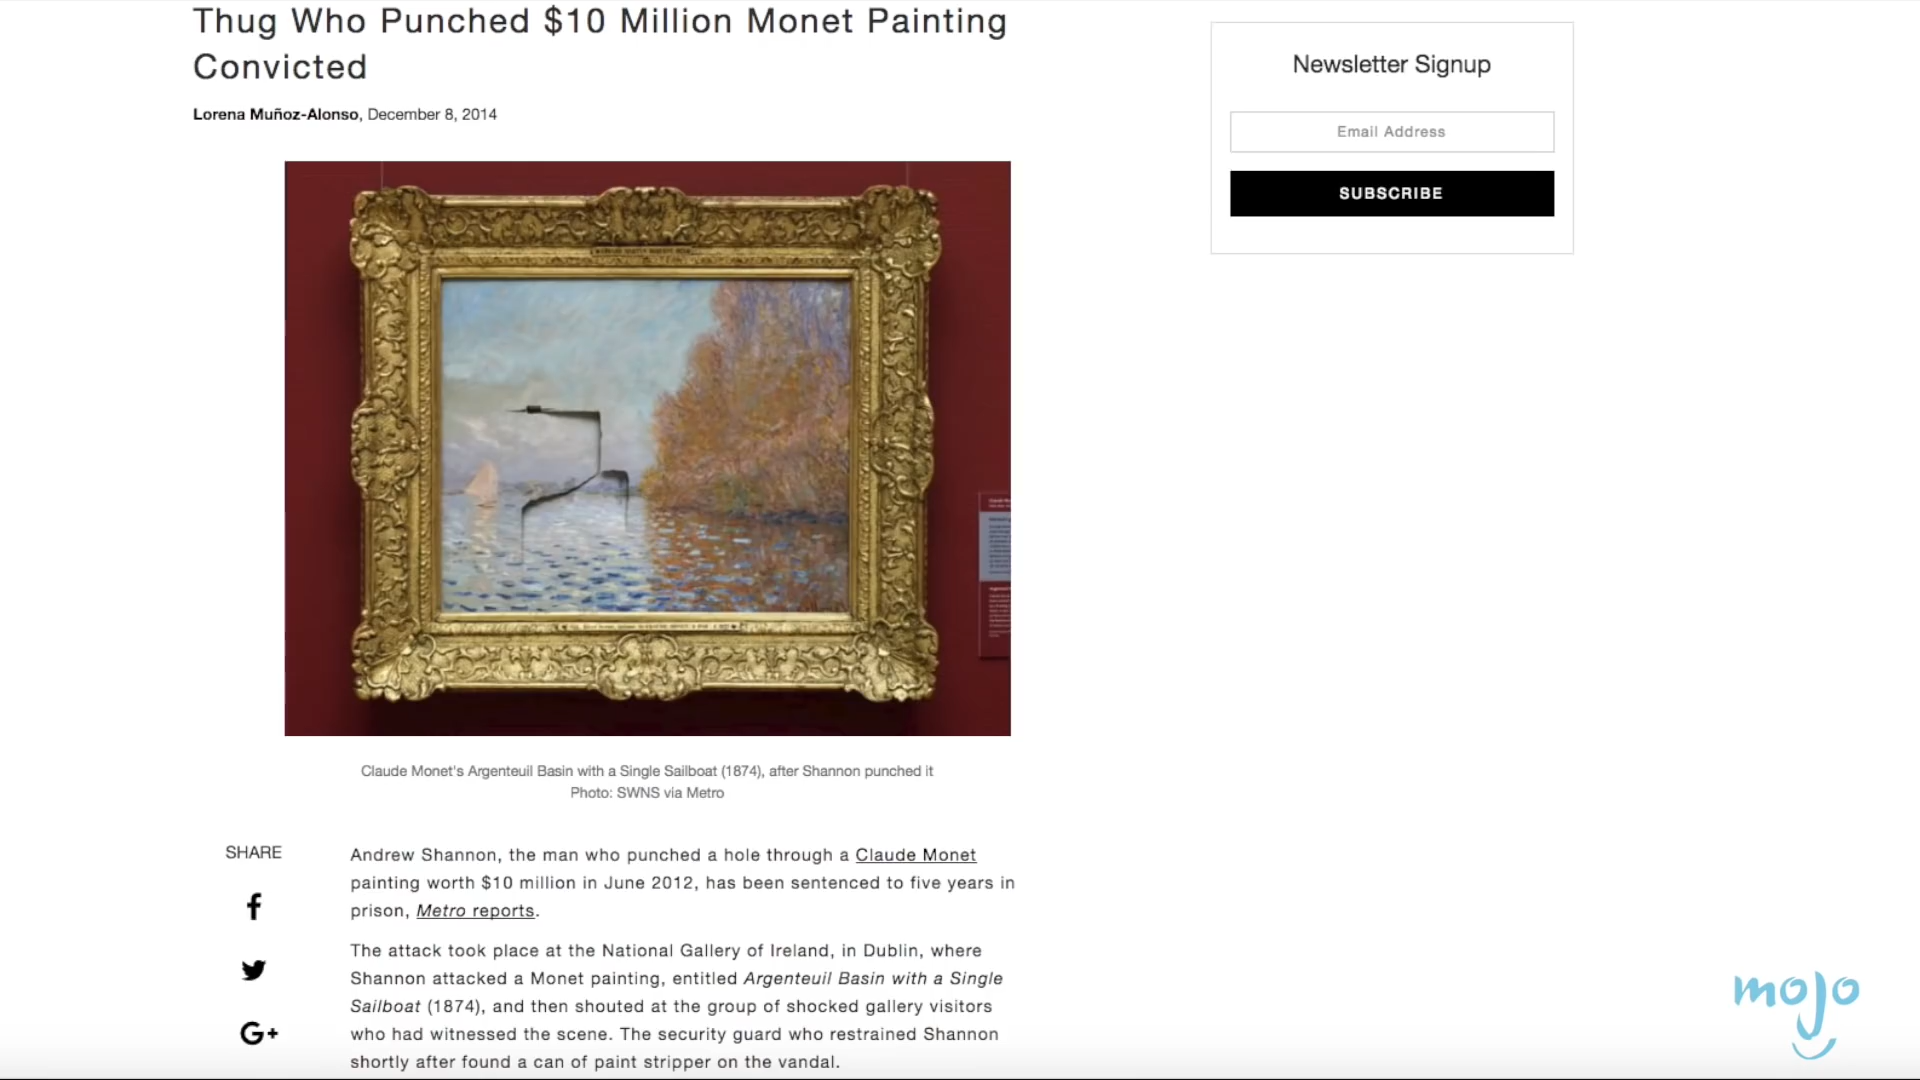 Thug Who Punched $10 Million Monet Painting
Convicted
Lorena Muñoz-Alonso, December 8, 2014
Newsletter Signup
Email Address
SUBSCRIBE
Claude Monet's Argenteuil Basin with a Single Sailboat (1874), after Shannon punched it
Photo: SWNS via Metro
SHARE
Andrew Shannon, the man who punched a hole through a Claude Monet
painting worth $10 million in June 2012, has been sentenced to five years in
prison, Metro reports.
The attack took place at the National Gallery of Ireland, in Dublin, where
Shannon attacked a Monet painting, entitled Argenteuil Basin with a Single
Sailboat (1874), and then shouted at the group of shocked gallery visitors
who had witnessed the scene. The security guard who restrained Shannon
shortly after found a can of paint stripper on the vandal.
G+
mojo